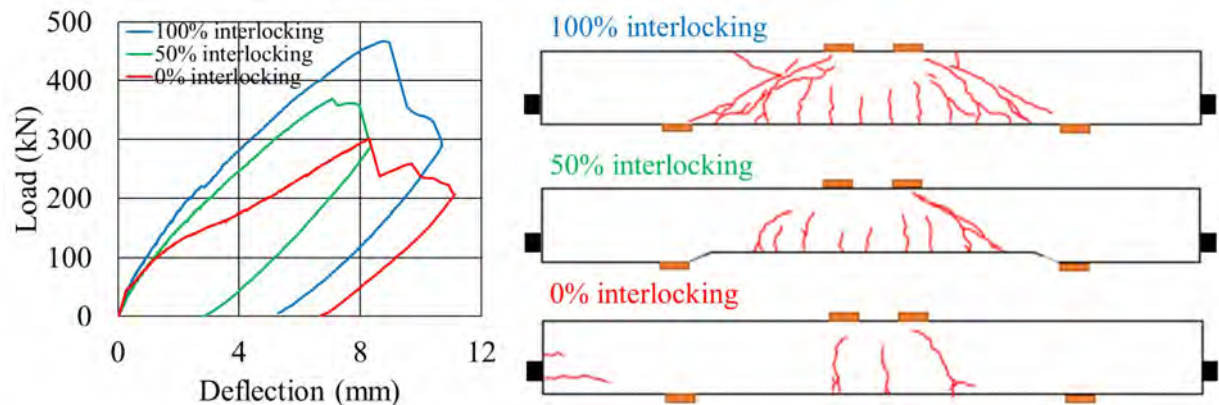 500
400
300
200
100
0
Load (kN)
100% interlocking
50% interlocking
0% interlocking
0 4 8 12
Deflection (mm)
100% interlocking
50% interlocking
0% interlocking